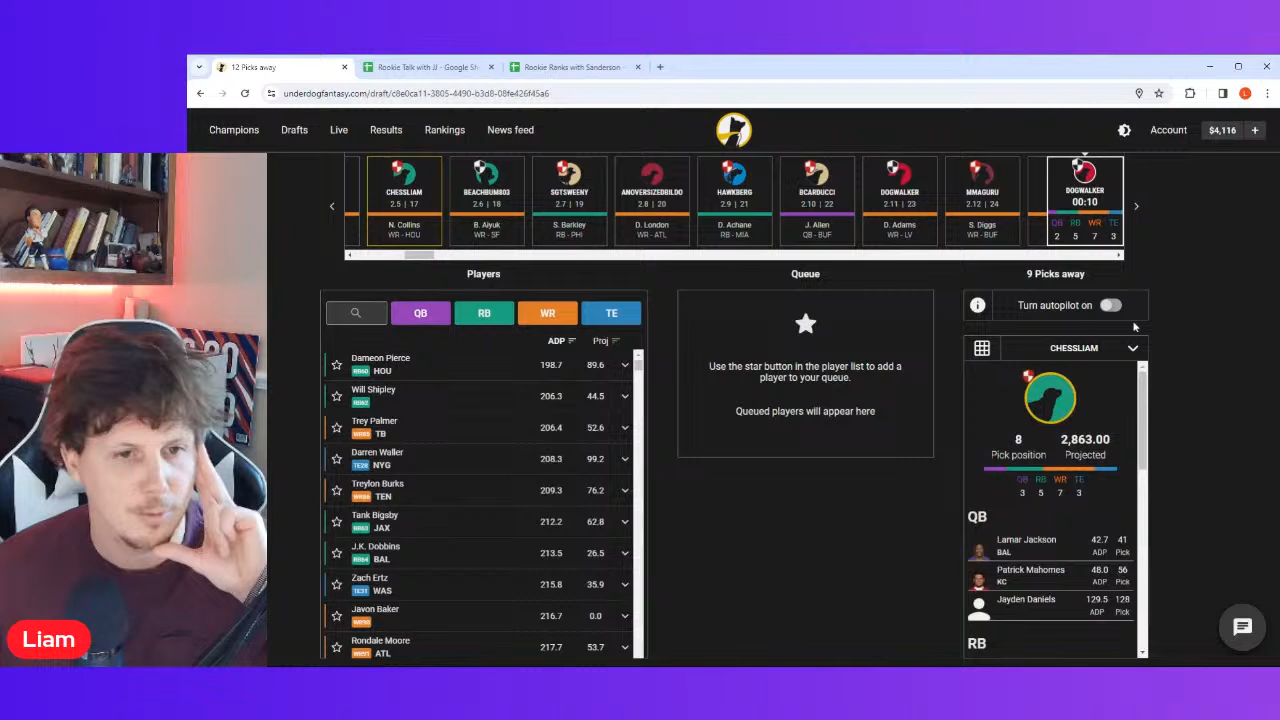 12 Picks away
Rookie Talk with JJ - Google Sh
Rookie Ranks with Sanderson
underdogfantasy.com/draft/c8e0ca11-3805-4490-b3d8-08fe426f45a6
Champions Drafts Live Results Rankings News feed Account $4,116 +
CHESSLIAM
2.5 | 17
N. Collins
WR - HOU
BEACHBUM803
2.6 | 18
B. Aiyuk
WR - SF
SGTSWEENY
2.7 | 19
S. Barkley
RB - PHI
ANOVERSIZEDBILDO
2.8 | 20
D. London
WR - ATL
HAWKBERG
2.9 | 21
D. Achane
RB - MIA
BCARDUCCI
2.10 | 22
J. Allen
QB - BUF
DOGWALKER
2.11 | 23
D. Adams
WR - LV
MMAGURU
2.12 | 24
S. Diggs
WR - BUF
DOGWALKER
00:10
QB RB WR TE
2 5 7 3
Players
QB RB WR TE
ADP Proj
Dameon Pierce
RB60 HOU 198.7 89.6
Will Shipley
RB62 206.3 44.5
Trey Palmer
TB 206.4 52.6
Darren Waller
TE28 NYG 208.3 99.2
Treylon Burks
TEN 209.3 76.2
Tank Bigsby
RB63 JAX 212.2 62.8
J.K. Dobbins
RB64 BAL 213.5 26.5
Zach Ertz
TE31 WAS 215.8 35.9
Javon Baker
216.7 0.0
Rondale Moore
ATL 217.7 53.7
Queue
Use the star button in the player list to add a
player to your queue.
Queued players will appear here
9 Picks away
Turn autopilot on
CHESSLIAM
8 2,863.00
Pick position Projected
QB RB WR TE
3 5 7 3
QB
Lamar Jackson 42.7 41
BAL ADP Pick
Patrick Mahomes 48.0 56
KC ADP Pick
Jayden Daniels 129.5 128
ADP Pick
RB
Liam